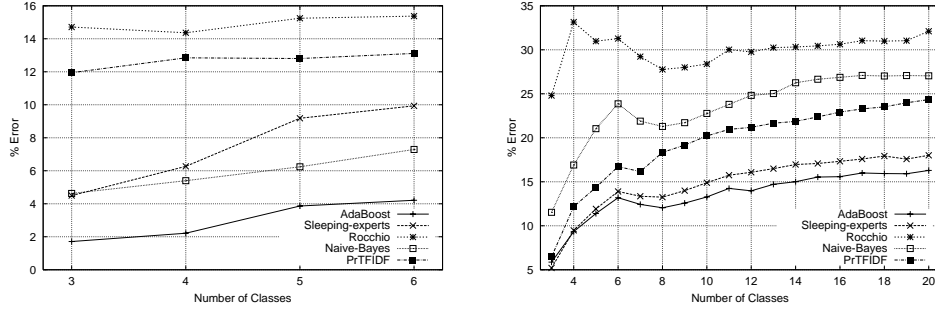 16
14
12
10
8
6
4
2
0
% Error
3
4
5
6
Number of Classes
AdaBoost
Sleeping-experts
Rocchio
Naive-Bayes
PrTFIDF
35
30
25
20
15
10
5
% Error
4
6
8
10
12
14
16
18
20
Number of Classes
AdaBoost
Sleeping-experts
Rocchio
Naive-Bayes
PrTFIDF